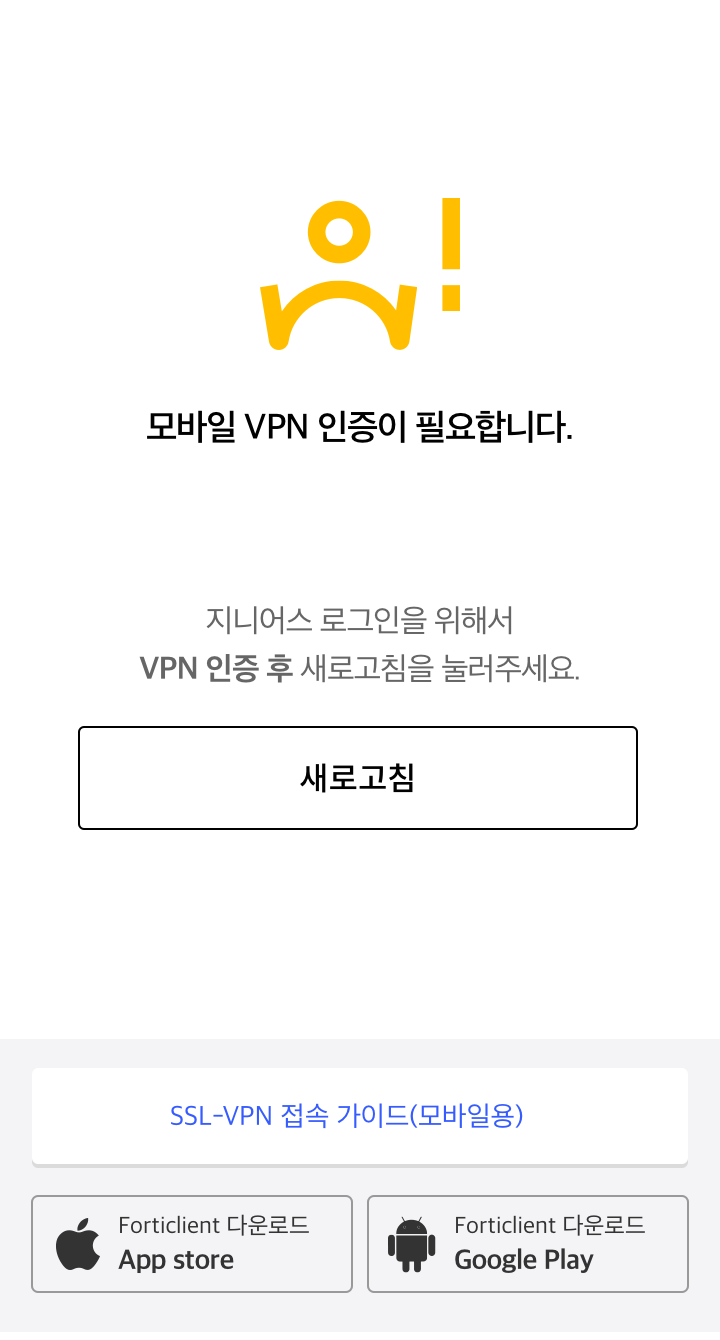 모바일 VPN 인증이 필요합니다.
지니어스 로그인을 위해서
VPN 인증 후 새로고침을 눌러주세요.
새로고침
SSL-VPN 접속 가이드(모바일용)
Forticlient 다운로드
App store
Forticlient 다운로드
Google Play